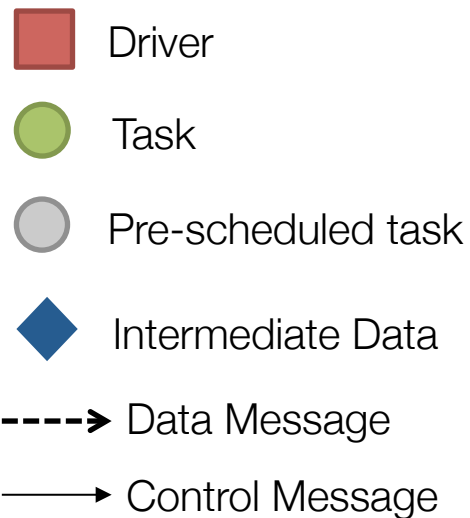 Driver
Task
Pre-scheduled task
Intermediate Data
Data Message
Control Message